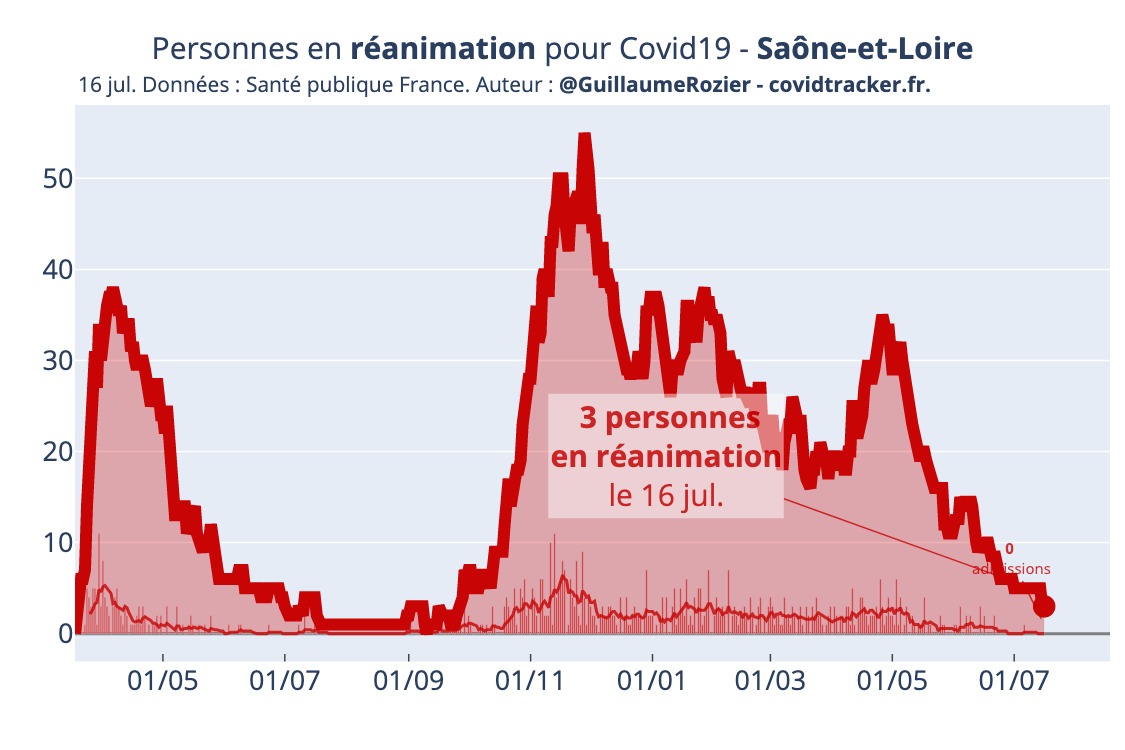 Personnes en réanimation pour Covid19 - Saône-et-Loire
16 jul. Données : Santé publique France. Auteur : @GuillaumeRozier - covidtracker.fr.
50
40
30
20
10
0
3 personnes
en réanimation
le 16 jul.
0
admissions
01/05 01/07 01/09 01/11 01/01 01/03 01/05 01/07